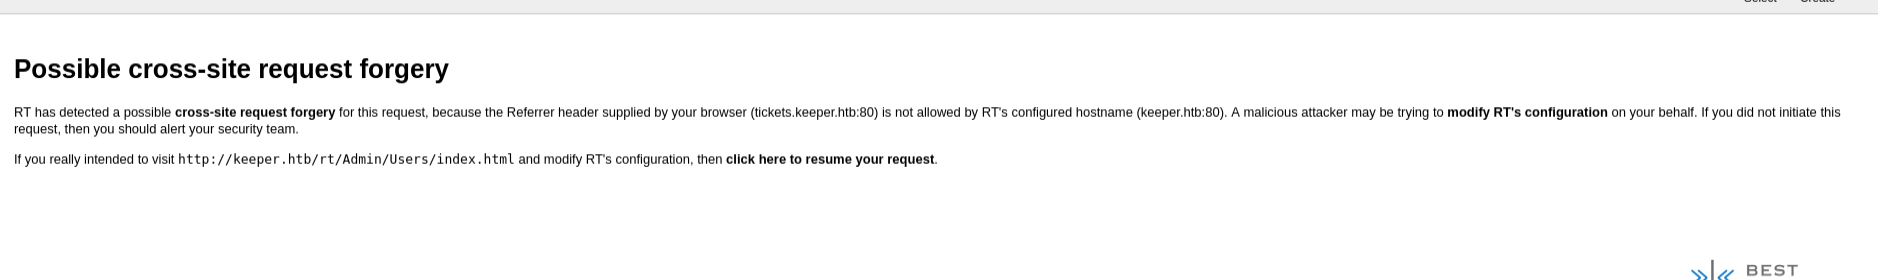 Select Create
Possible cross-site request forgery
RT has detected a possible cross-site request forgery for this request, because the Referrer header supplied by your browser (tickets.keeper.htb:80) is not allowed by RT's configured hostname (keeper.htb:80). A malicious attacker may be trying to modify RT's configuration on your behalf. If you did not initiate this
request, then you should alert your security team.
If you really intended to visit http://keeper.htb/rt/Admin/Users/index.html and modify RT's configuration, then click here to resume your request.
BEST